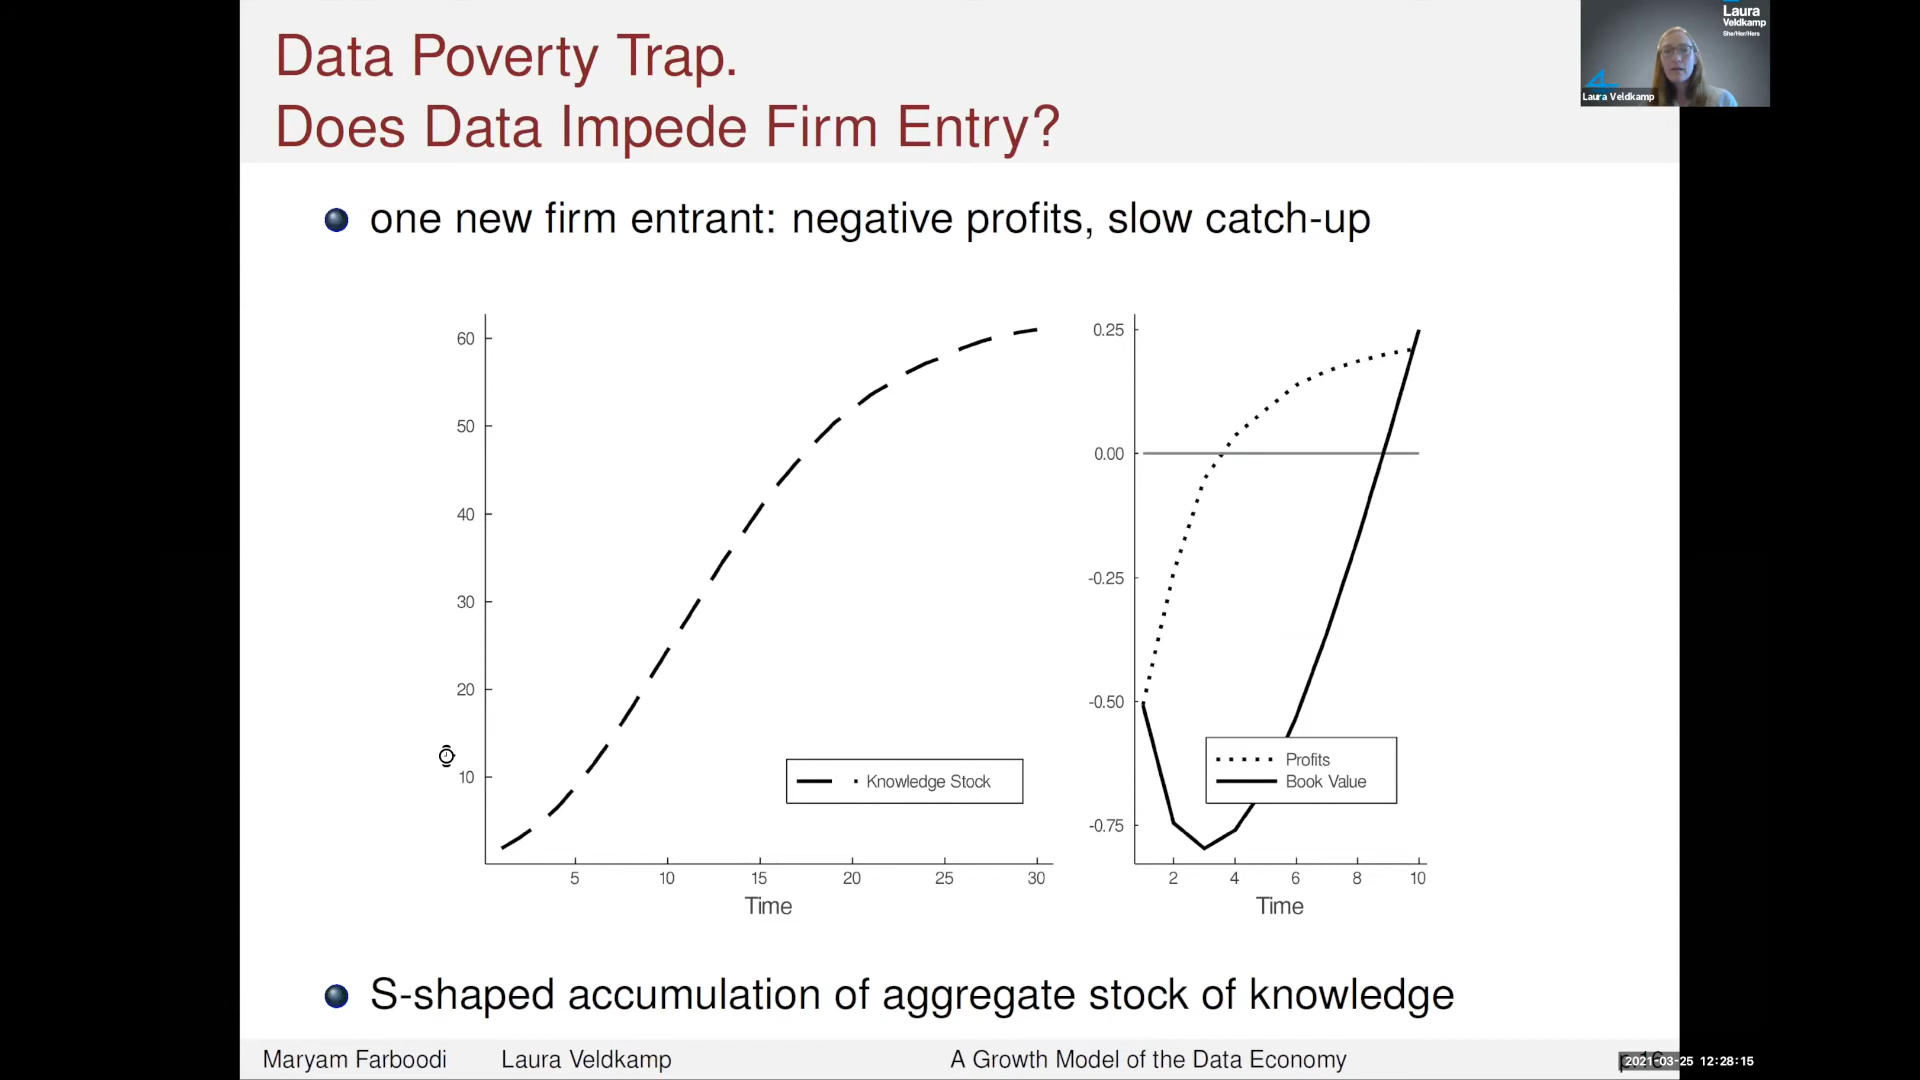 Data Poverty Trap.
Does Data Impede Firm Entry?
Laura
Veldkamp
She/Her/Hers
Laura Veldkamp
one new firm entrant: negative profits, slow catch-up
60
50
40
30
20
10
Knowledge Stock
5 10 15 20 25 30
Time
0.25
0.00
-0.25
-0.50
-0.75
Profits
Book Value
2 4 6 8 10
Time
S-shaped accumulation of aggregate stock of knowledge
Maryam Farboodi Laura Veldkamp A Growth Model of the Data Economy
2021-03-25 12:28:15